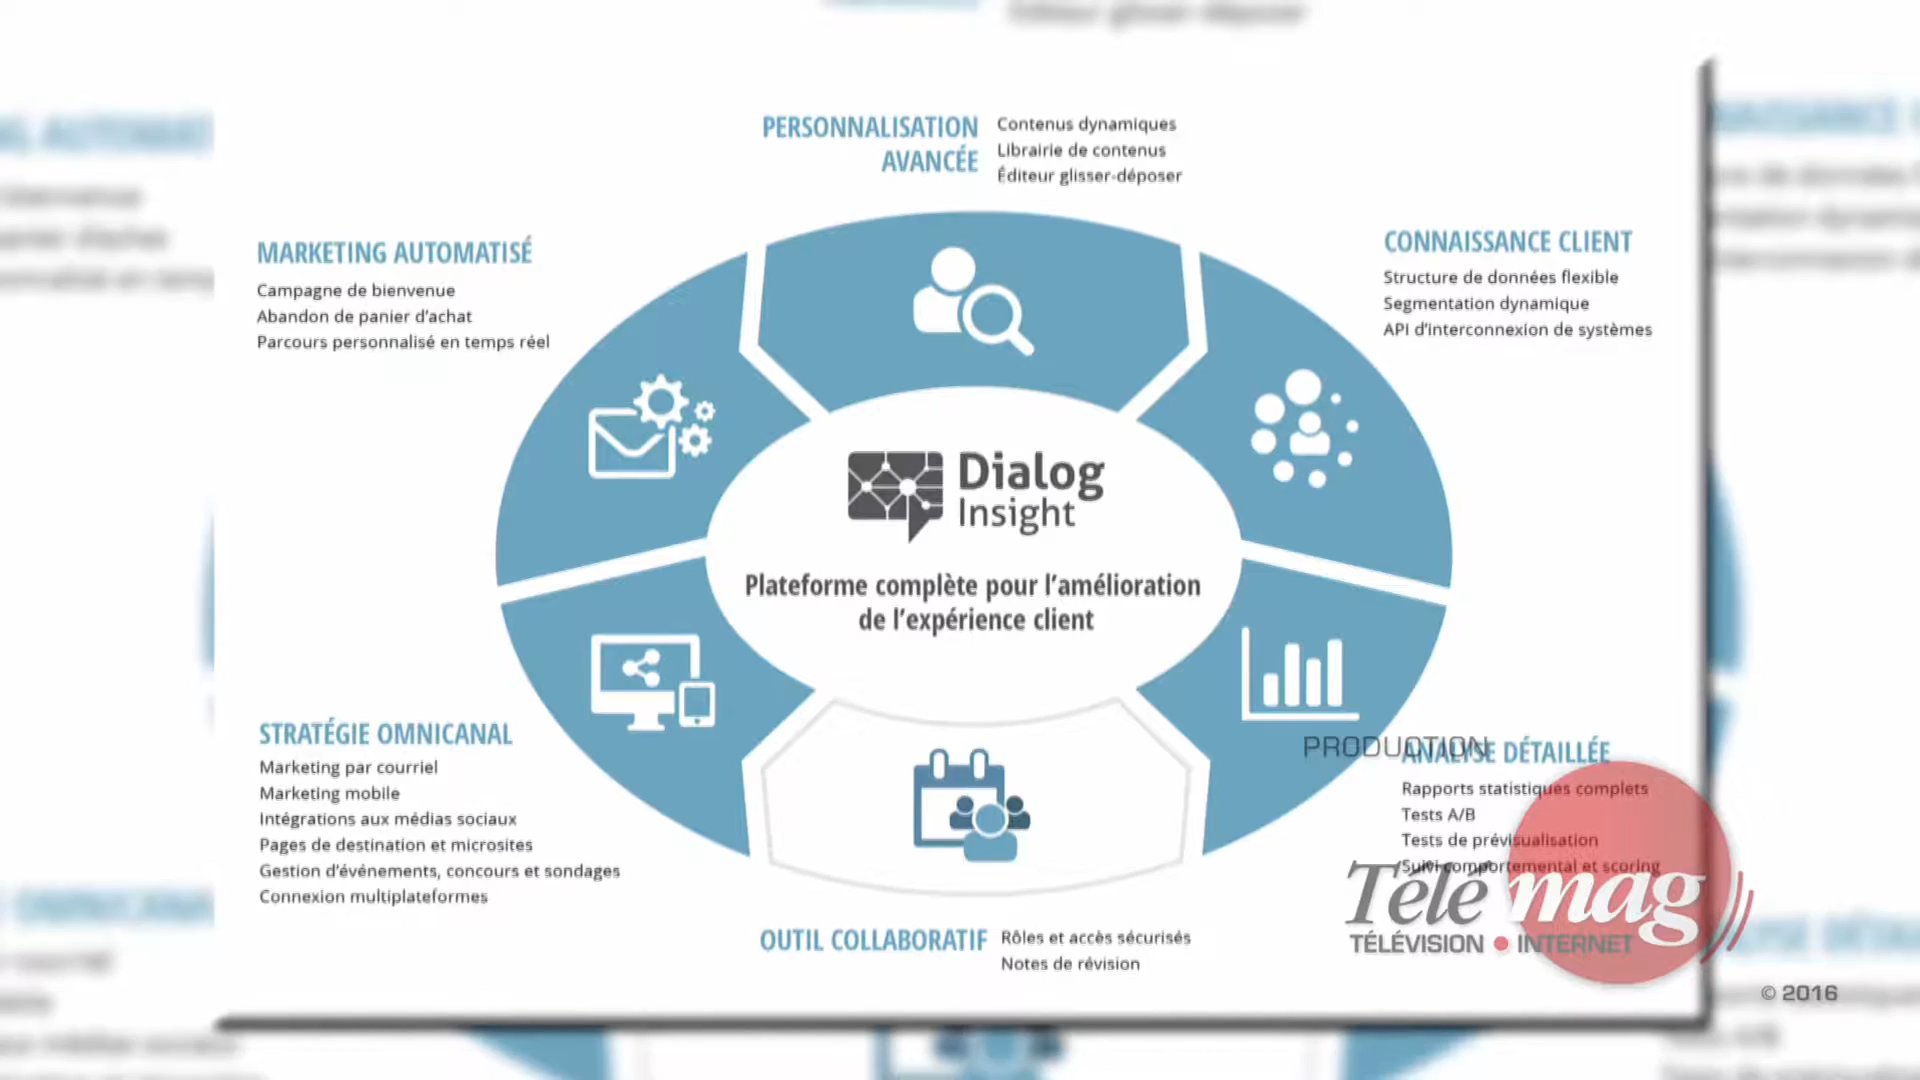 PERSONNALISATION
AVANCÉE
Contenus dynamiques
Librairie de contenus
Éditeur glisser-déposer
MARKETING AUTOMATISÉ
Campagne de bienvenue
Abandon de panier d'achat
Parcours personnalisé en temps réel
CONNAISSANCE CLIENT
Structure de données flexible
Segmentation dynamique
API d'interconnexion de systèmes
Dialog
Insight
Plateforme complète pour l'amélioration
de l'expérience client
STRATÉGIE OMNICANAL
Marketing par courriel
Marketing mobile
Intégrations aux médias sociaux
Pages de destination et microsites
Gestion d'événements, concours et sondages
Connexion multiplateformes
ANALYSE DÉTAILLÉE
Rapports statistiques complets
Tests A/B
Tests de prévisualisation
Suivi comportemental et scoring
OUTIL COLLABORATIF
Rôles et accès sécurisés
Notes de révision
PRODUCTION
Télé mag
TÉLÉVISION • INTERNET
© 2016